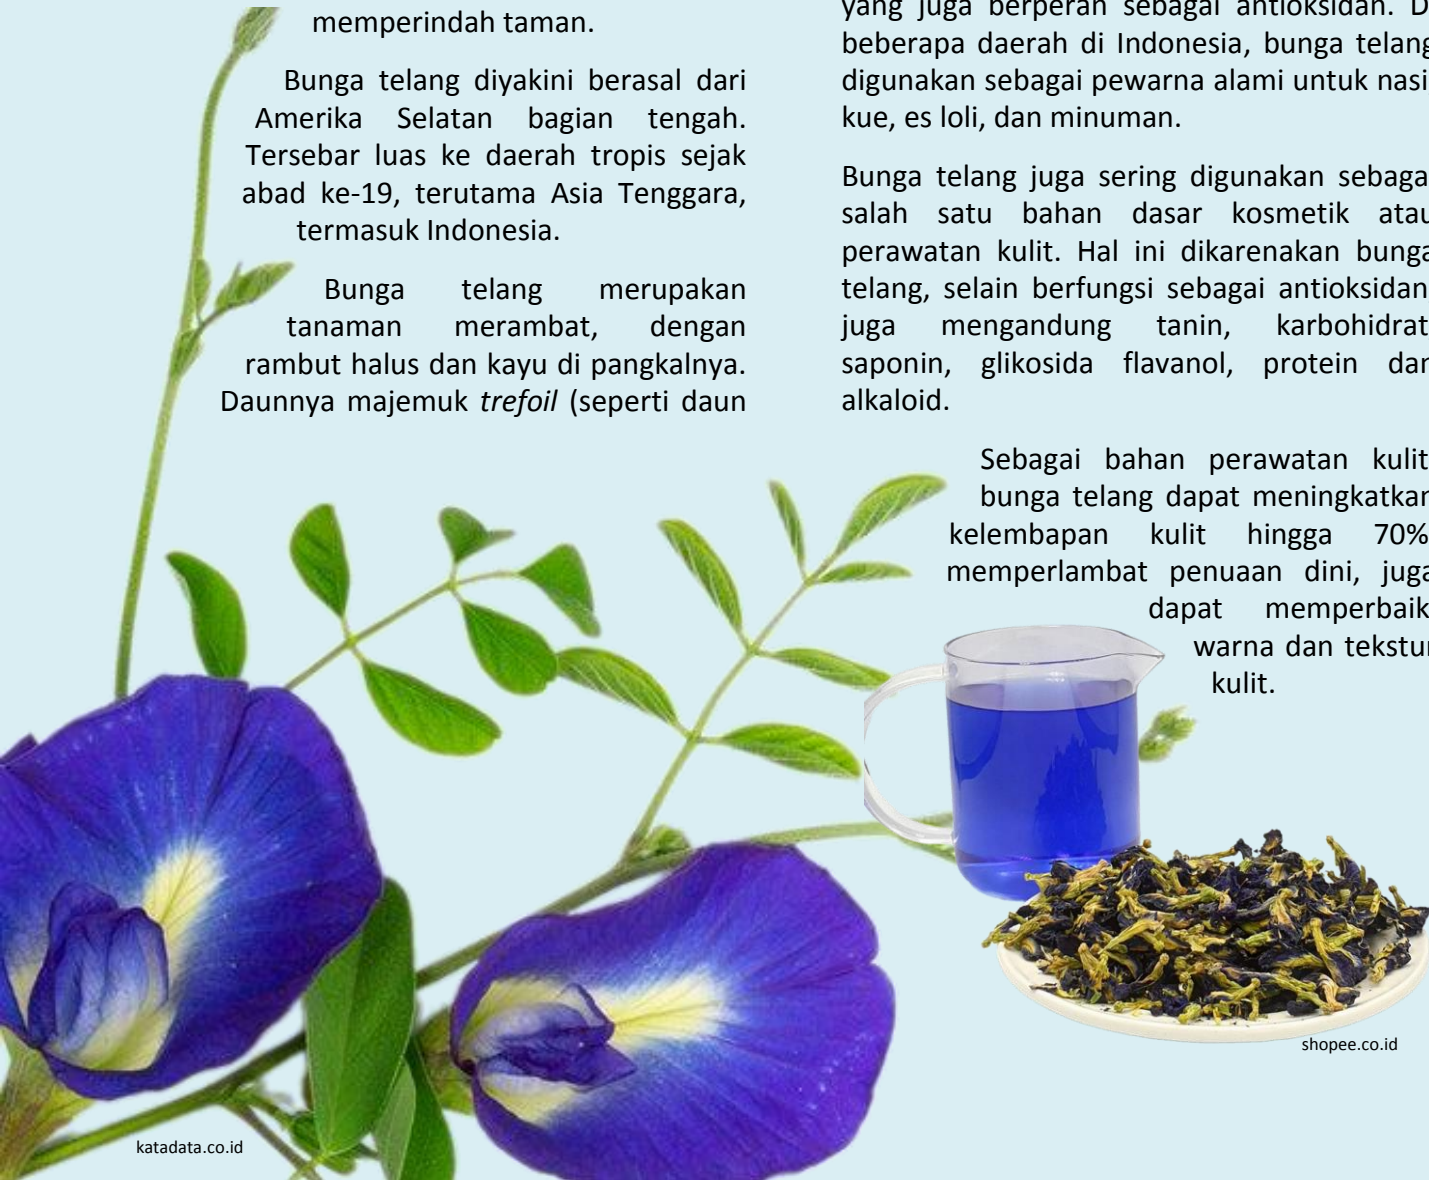 memperindah taman.
Bunga telang diyakini berasal dari
Amerika Selatan bagian tengah.
Tersebar luas ke daerah tropis sejak
abad ke-19, terutama Asia Tenggara,
termasuk Indonesia.
Bunga telang merupakan
tanaman merambat, dengan
rambut halus dan kayu di pangkalnya.
Daunnya majemuk trefoil (seperti daun
yang juga berperan sebagai antioksidan. D
beberapa daerah di Indonesia, bunga telang
digunakan sebagai pewarna alami untuk nasi
kue, es loli, dan minuman.
Bunga telang juga sering digunakan sebaga
salah satu bahan dasar kosmetik atau
perawatan kulit. Hal ini dikarenakan bunga
telang, selain berfungsi sebagai antioksidan
juga mengandung tanin, karbohidrat
saponin, glikosida flavanol, protein dan
alkaloid.
Sebagai bahan perawatan kulit
bunga telang dapat meningkatkan
kelembapan kulit hingga 70%
memperlambat penuaan dini, juga
dapat memperbaik
warna dan tekstur
kulit.
shopee.co.id
katadata.co.id